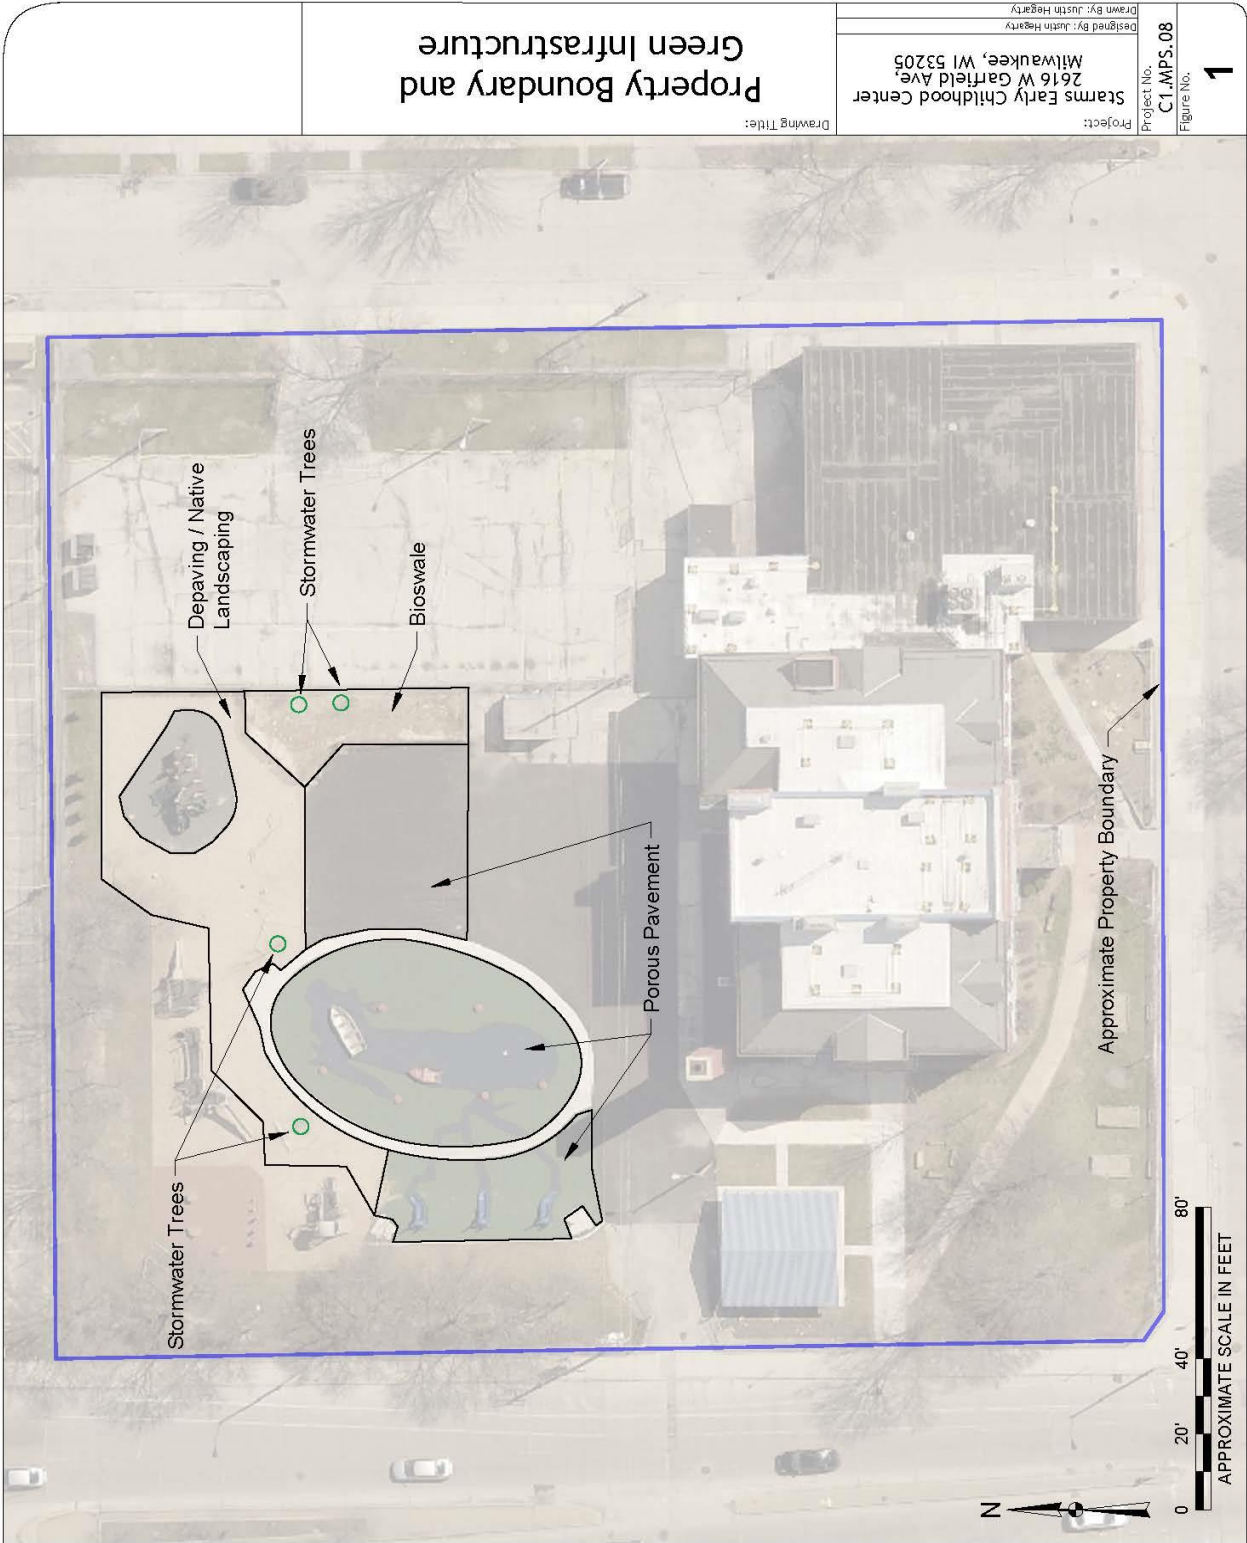 Drawing Title:
Property Boundary and
Green Infrastructure
Project:
Starms Early Childhood Center
2616 W Garfield Ave,
Milwaukee, WI 53205
Designed By: Justin Hegarty
Drawn By: Justin Hegarty
Project No.
C1.MPS.08
Figure No.
1
Depaving / Native
Landscaping
Stormwater Trees
Bioswale
Stormwater Trees
Porous Pavement
Approximate Property Boundary
N
0
20'
40'
80'
APPROXIMATE SCALE IN FEET